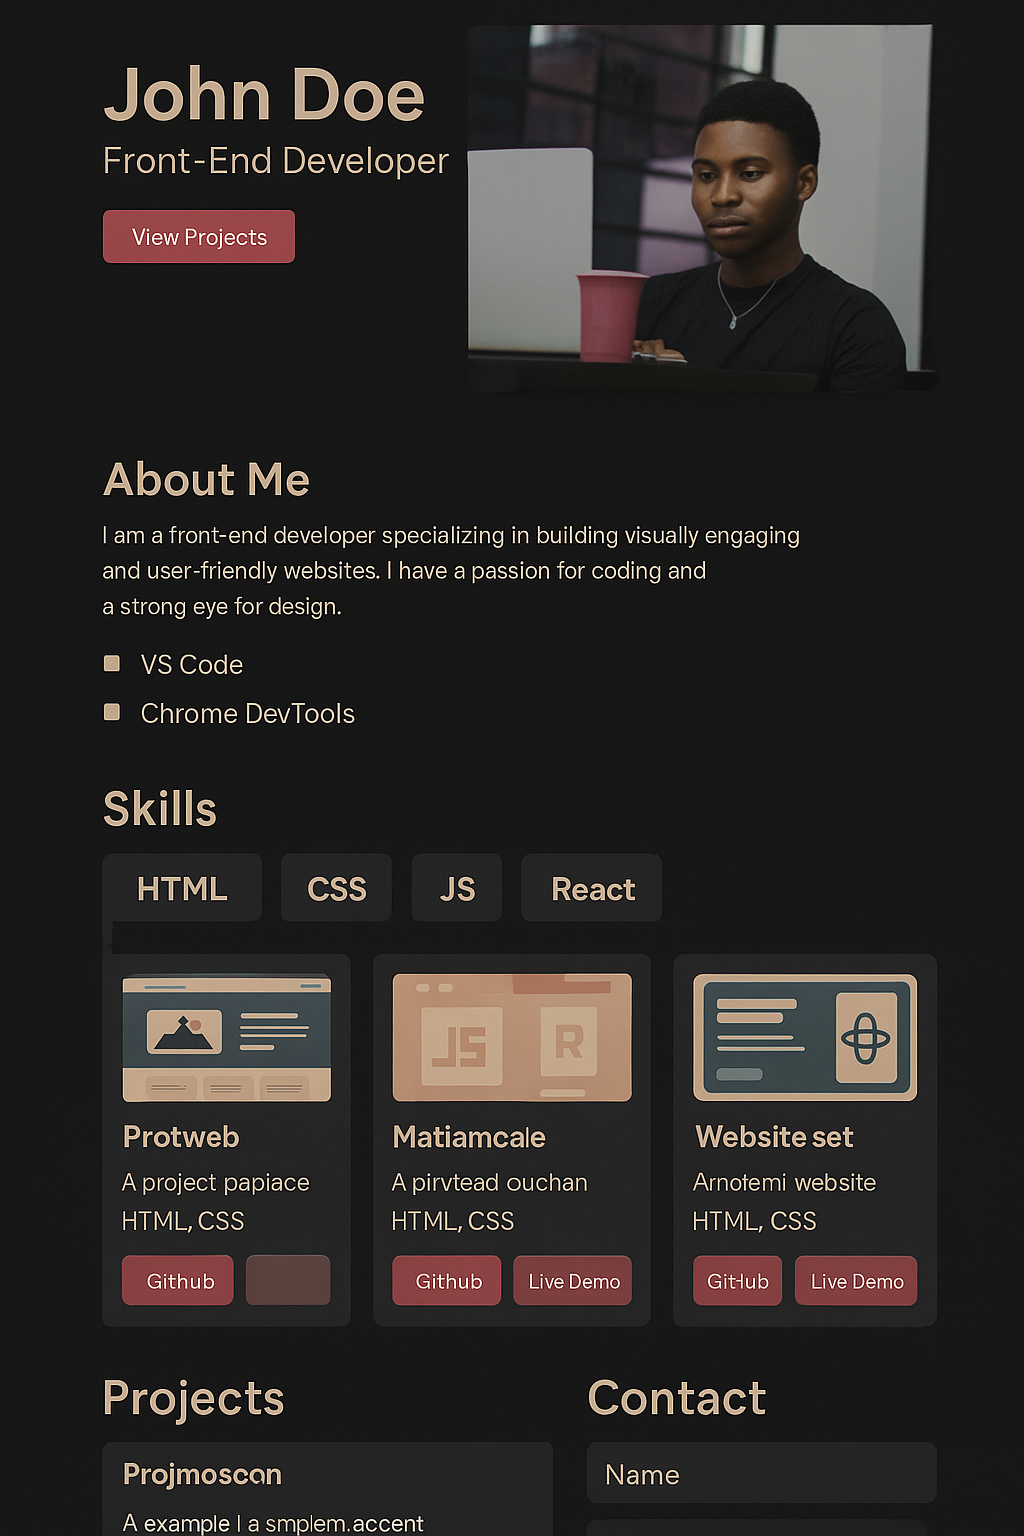 John Doe
Front-End Developer
View Projects
About Me
I am a front-end developer specializing in building visually engaging
and user-friendly websites. I have a passion for coding and
a strong eye for design.
VS Code
Chrome DevTools
Skills
HTML
CSS
JS
React
JS
R
Protweb
A project papiace
HTML, CSS
Github
Matiamcale
A pirvtead ouchan
HTML, CSS
Github
Live Demo
Website set
Arnotemi website
HTML, CSS
GitHub
Live Demo
Projects
Projmoscon
A example I a smplem.accent
Contact
Name